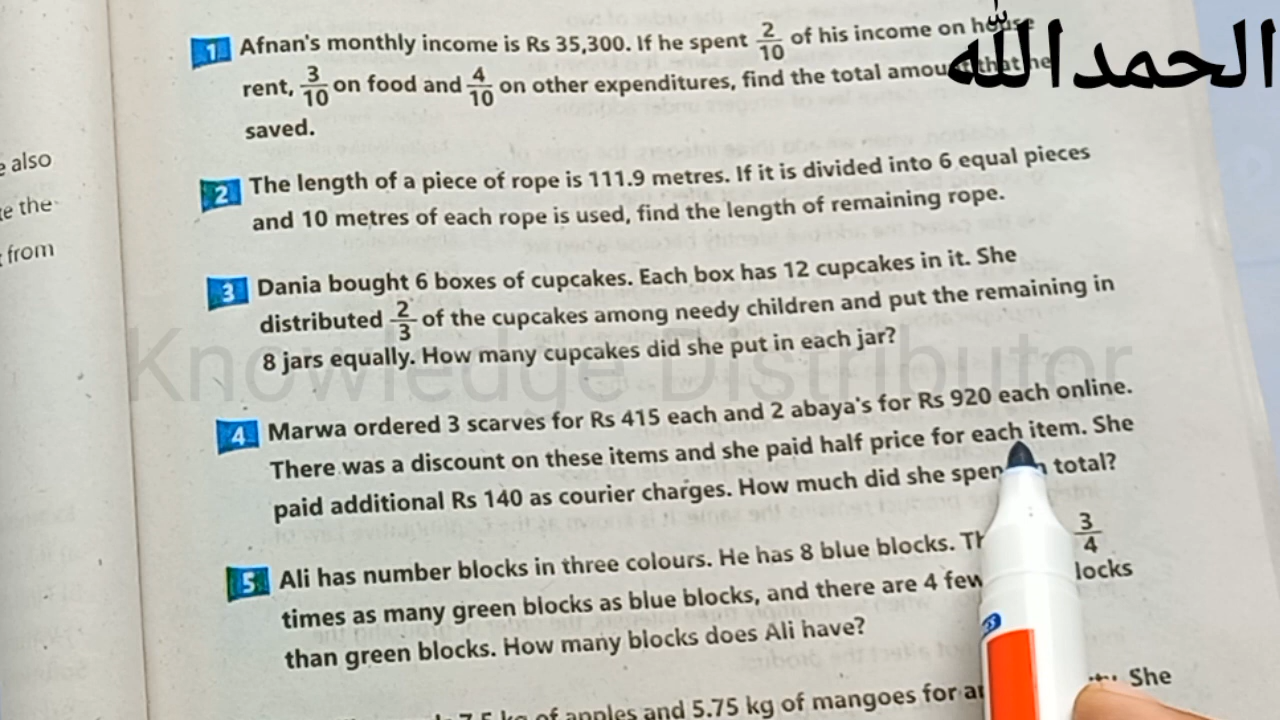 الحمدالله
1 Afnan's monthly income is Rs 35,300. If he spent 2/10 of his income on house
rent, 3/10 on food and 4/10 on other expenditures, find the total amount that he
saved.
e also
te the
from
2 The length of a piece of rope is 111.9 metres. If it is divided into 6 equal pieces
and 10 metres of each rope is used, find the length of remaining rope.
3 Dania bought 6 boxes of cupcakes. Each box has 12 cupcakes in it. She
distributed 2/3 of the cupcakes among needy children and put the remaining in
8 jars equally. How many cupcakes did she put in each jar?
Knowledge Distributor
4 Marwa ordered 3 scarves for Rs 415 each and 2 abaya's for Rs 920 each online.
There was a discount on these items and she paid half price for each item. She
paid additional Rs 140 as courier charges. How much did she spen total?
5 Ali has number blocks in three colours. He has 8 blue blocks. Th 3/4
times as many green blocks as blue blocks, and there are 4 few locks
than green blocks. How many blocks does Ali have?
7.5 kg of apples and 5.75 kg of mangoes for She